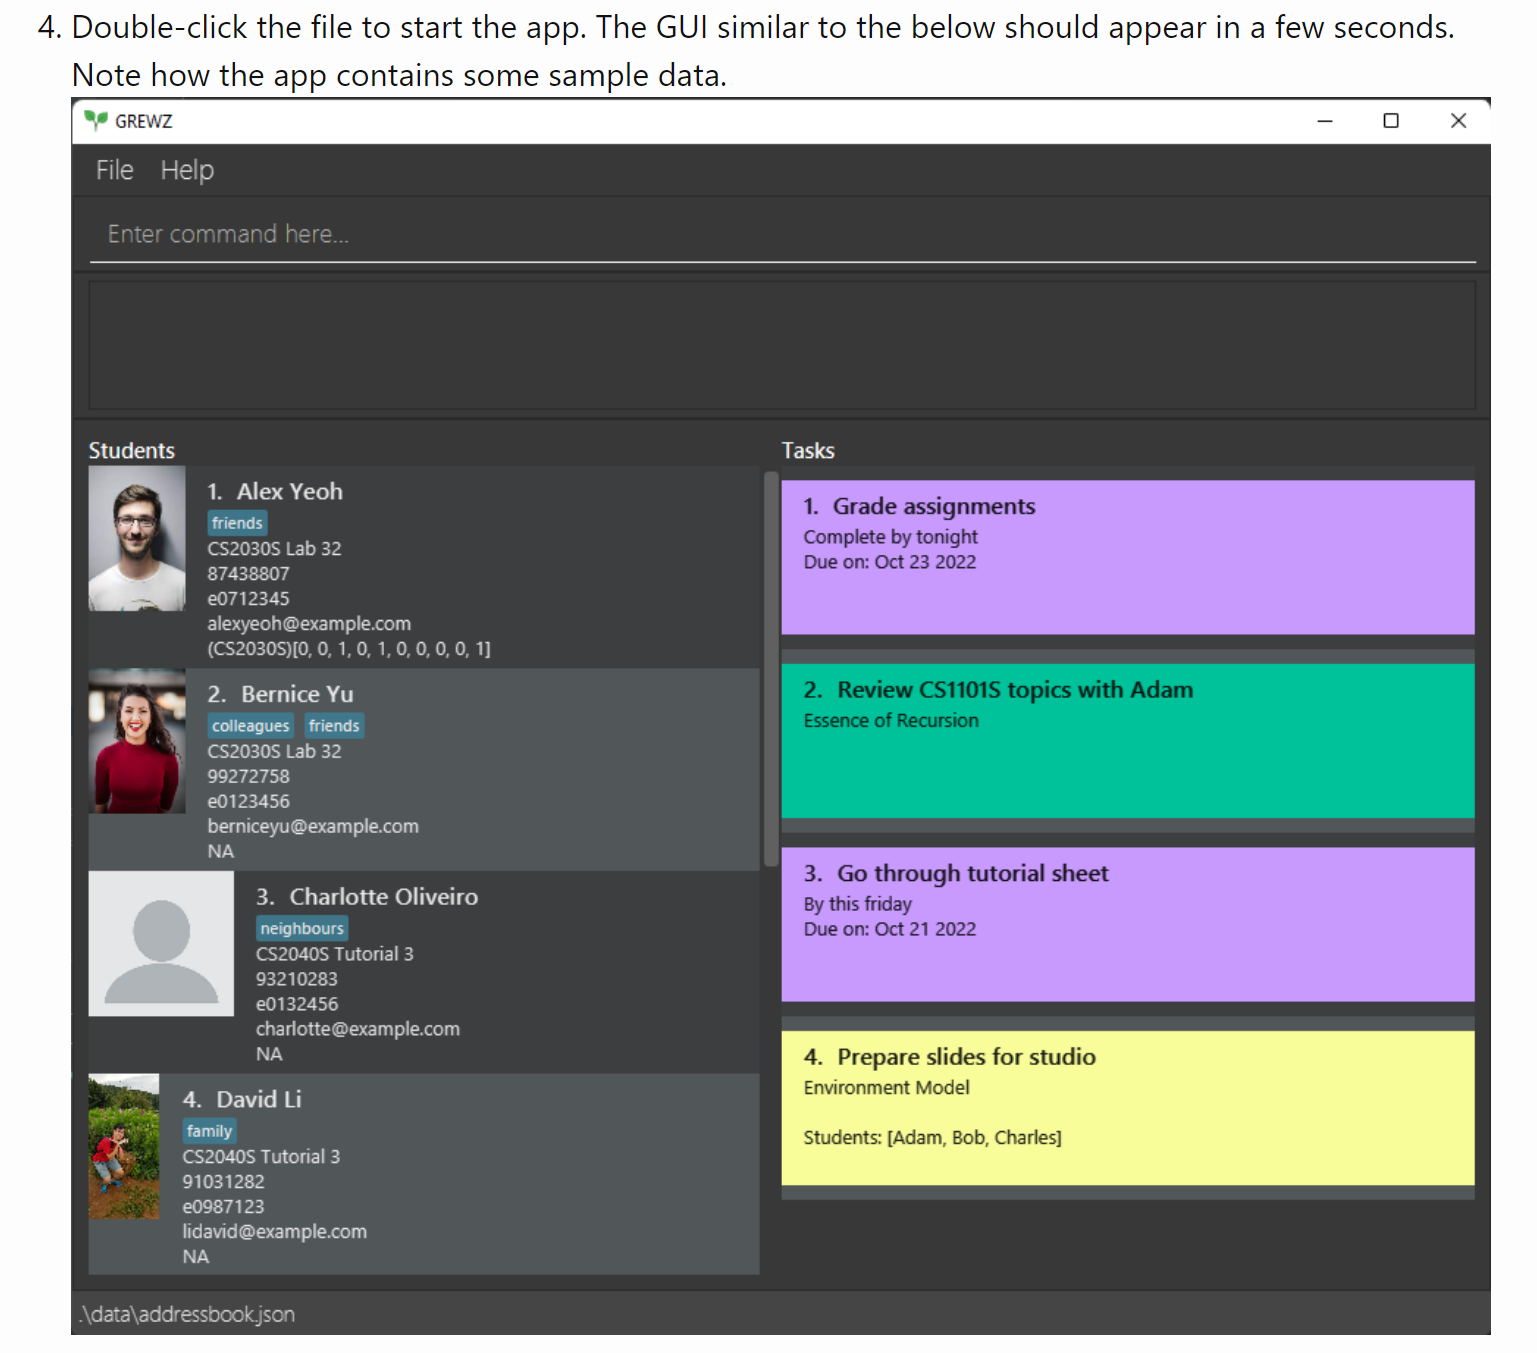 4. Double-click the file to start the app. The GUI similar to the below should appear in a few seconds.
Note how the app contains some sample data.
GREWZ
File Help
Enter command here...
Students
1. Alex Yeoh
friends
CS2030S Lab 32
87438807
e0712345
alexyeoh@example.com
(CS2030S)[0, 0, 1, 0, 1, 0, 0, 0, 0, 1]
2. Bernice Yu
colleagues friends
CS2030S Lab 32
99272758
e0123456
berniceyu@example.com
NA
3. Charlotte Oliveiro
neighbours
CS2040S Tutorial 3
93210283
e0132456
charlotte@example.com
NA
4. David Li
family
CS2040S Tutorial 3
91031282
e0987123
lidavid@example.com
NA
Tasks
1. Grade assignments
Complete by tonight
Due on: Oct 23 2022
2. Review CS1101S topics with Adam
Essence of Recursion
3. Go through tutorial sheet
By this friday
Due on: Oct 21 2022
4. Prepare slides for studio
Environment Model
Students: [Adam, Bob, Charles]
.\data\addressbook.json